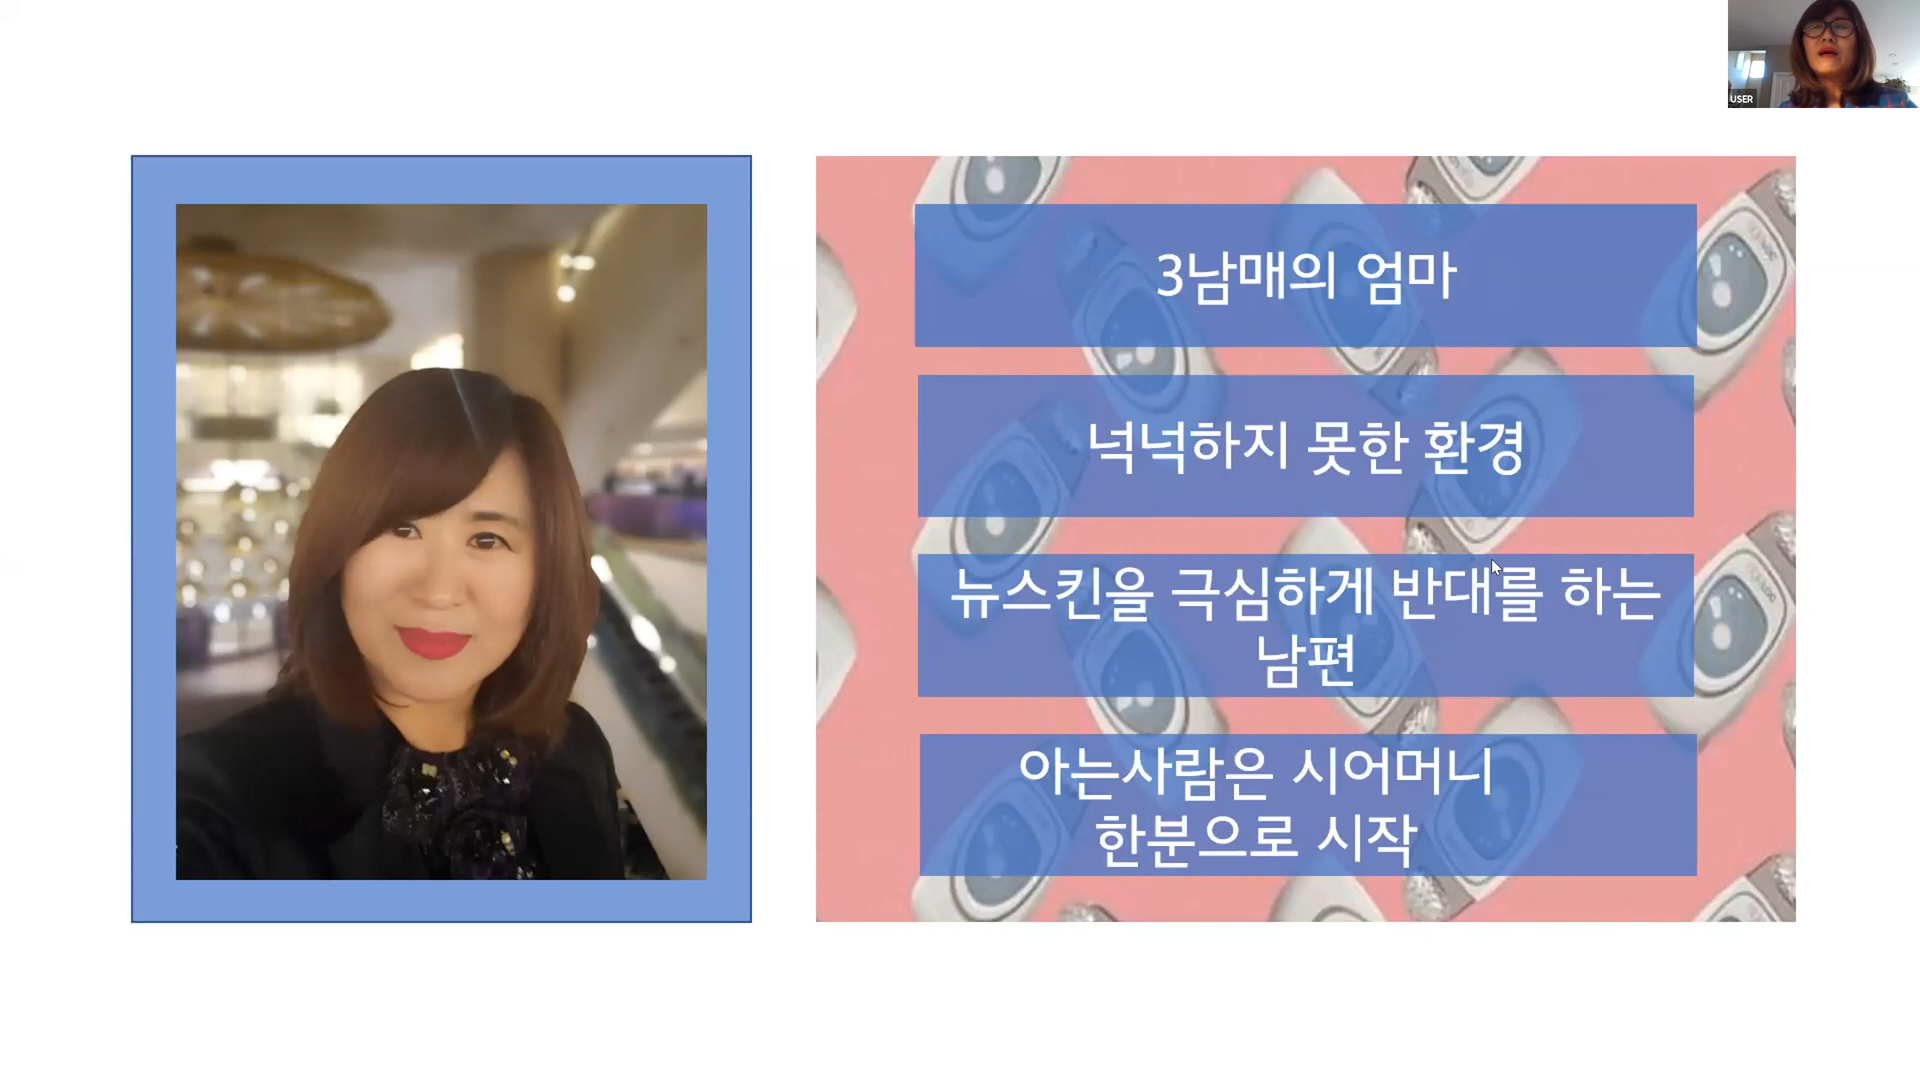 USER
3남매의 엄마
넉넉하지 못한 환경
뉴스킨을 극심하게 반대를 하는
남편
아는사람은 시어머니
한분으로 시작